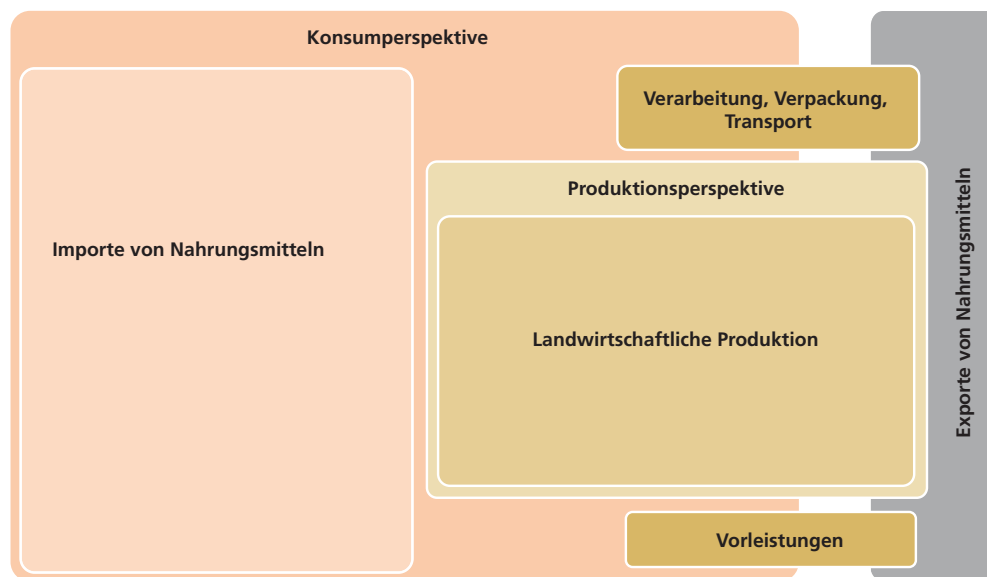 Konsumperspektive
Verarbeitung, Verpackung,
Transport
Produktionsperspektive
Importe von Nahrungsmitteln
Landwirtschaftliche Produktion
Vorleistungen
Exporte von Nahrungsmitteln